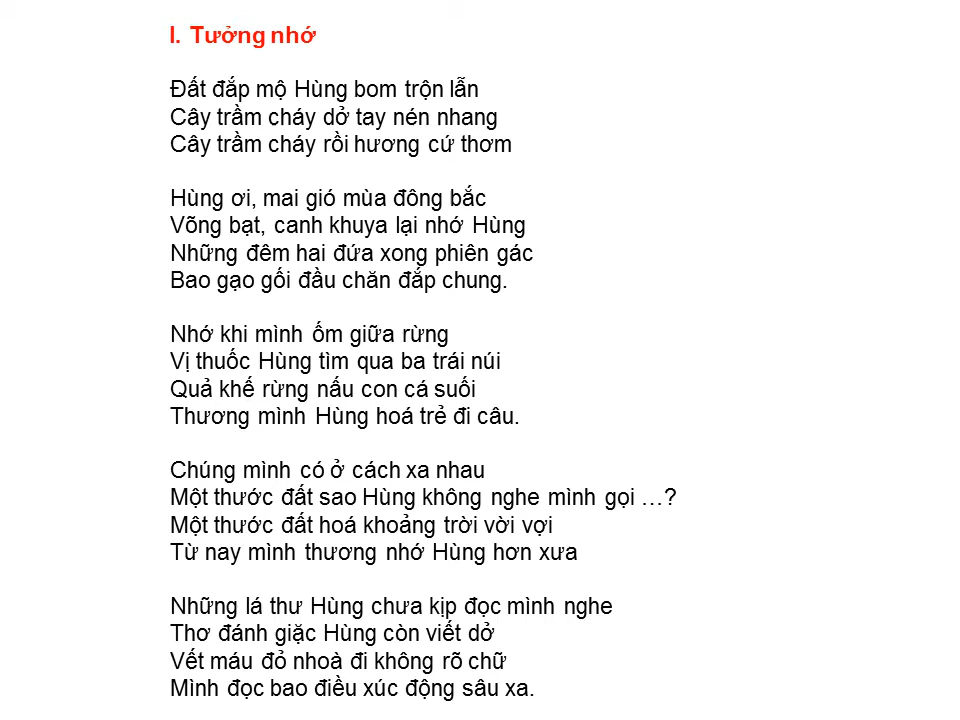 I. Tưởng nhớ
Đất đắp mộ Hùng bom trộn lẫn
Cây trầm cháy dở tay nén nhang
Cây trầm cháy rồi hương cứ thơm
Hùng ơi, mai gió mùa đông bắc
Võng bạt, canh khuya lại nhớ Hùng
Những đêm hai đứa xong phiên gác
Bao gạo gối đầu chăn đắp chung.
Nhớ khi mình ốm giữa rừng
Vị thuốc Hùng tìm qua ba trái núi
Quả khế rừng nấu con cá suối
Thương mình Hùng hoá trẻ đi câu.
Chúng mình có ở cách xa nhau
Một thước đất sao Hùng không nghe mình gọi …?
Một thước đất hoá khoảng trời vời vợi
Từ nay mình thương nhớ Hùng hơn xưa
Những lá thư Hùng chưa kịp đọc mình nghe
Thơ đánh giặc Hùng còn viết dở
Vết máu đỏ nhoà đi không rõ chữ
Mình đọc bao điều xúc động sâu xa.